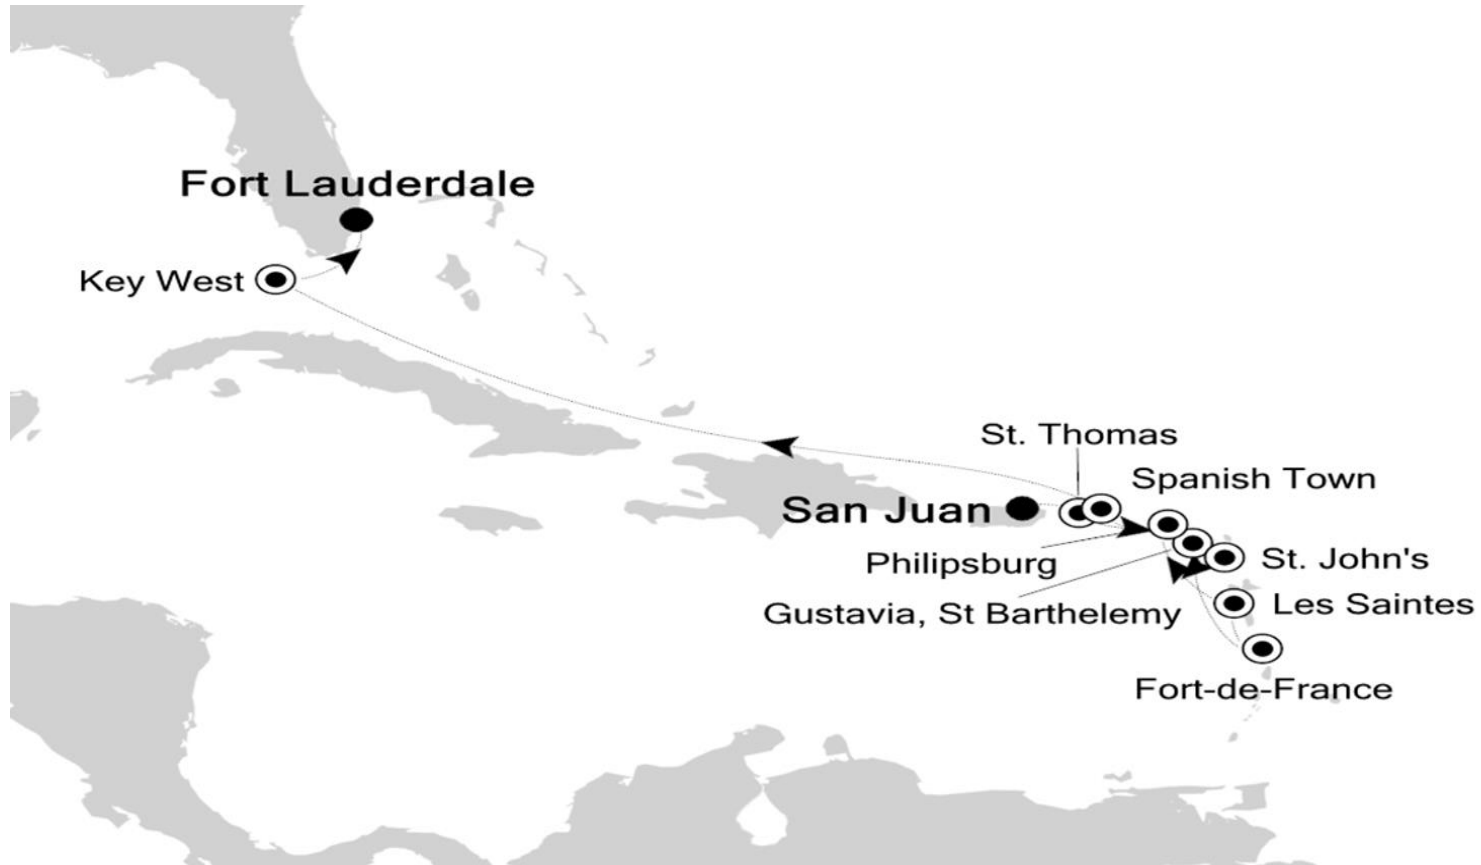 Fort Lauderdale
Key West
St. Thomas
Spanish Town
San Juan
Philipsburg
St. John's
Gustavia, St Barthelemy
Les Saintes
Fort-de-France